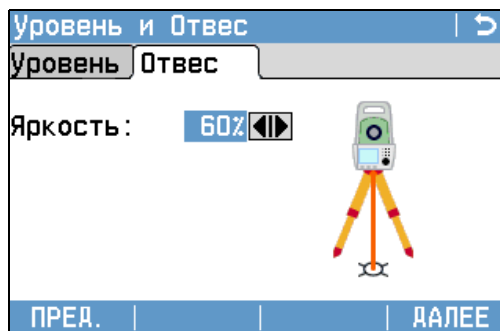 Уровень и Отвес
Уровень Отвес
Яркость: 60%
ПРЕД. ДАЛЕЕ